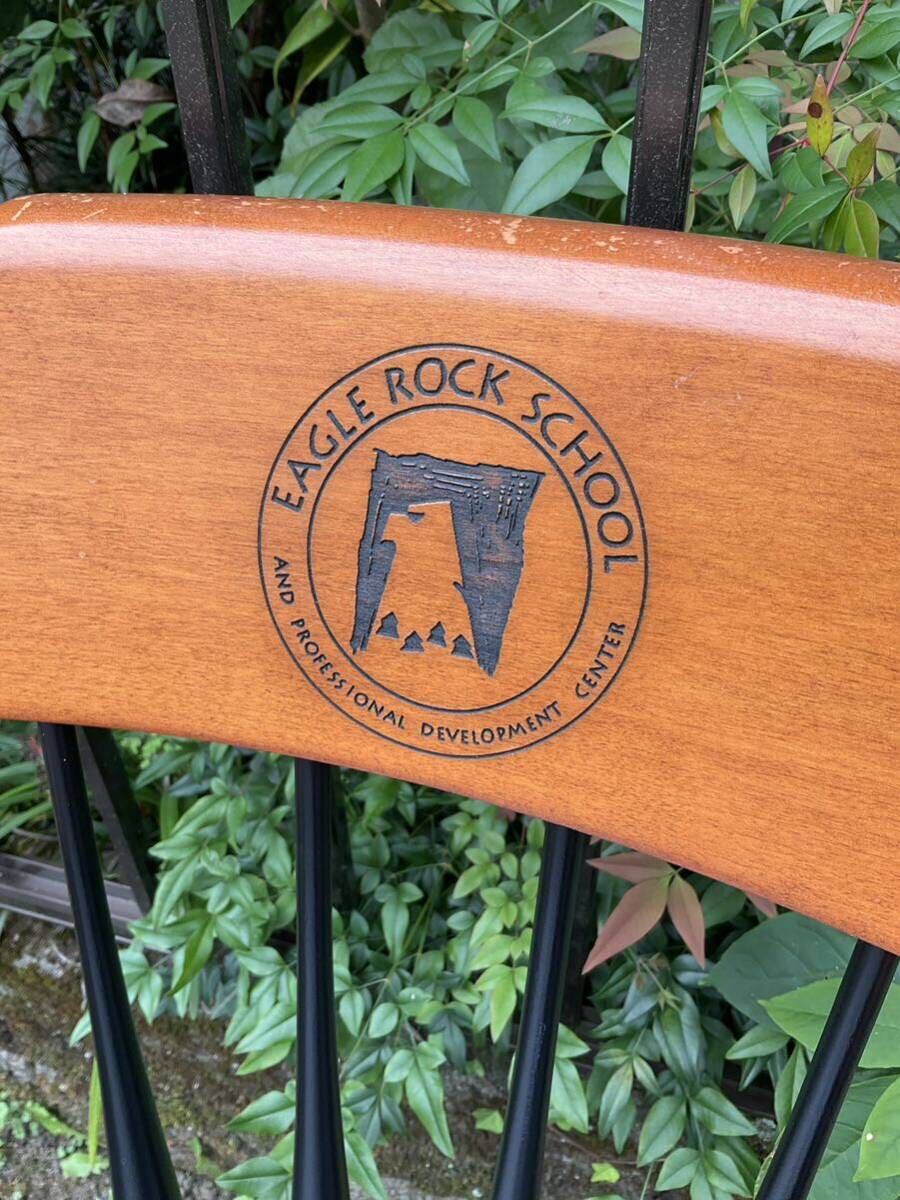 EAGLE ROCK SCHOOL
AND PROFESSIONAL DEVELOPMENT CENTER